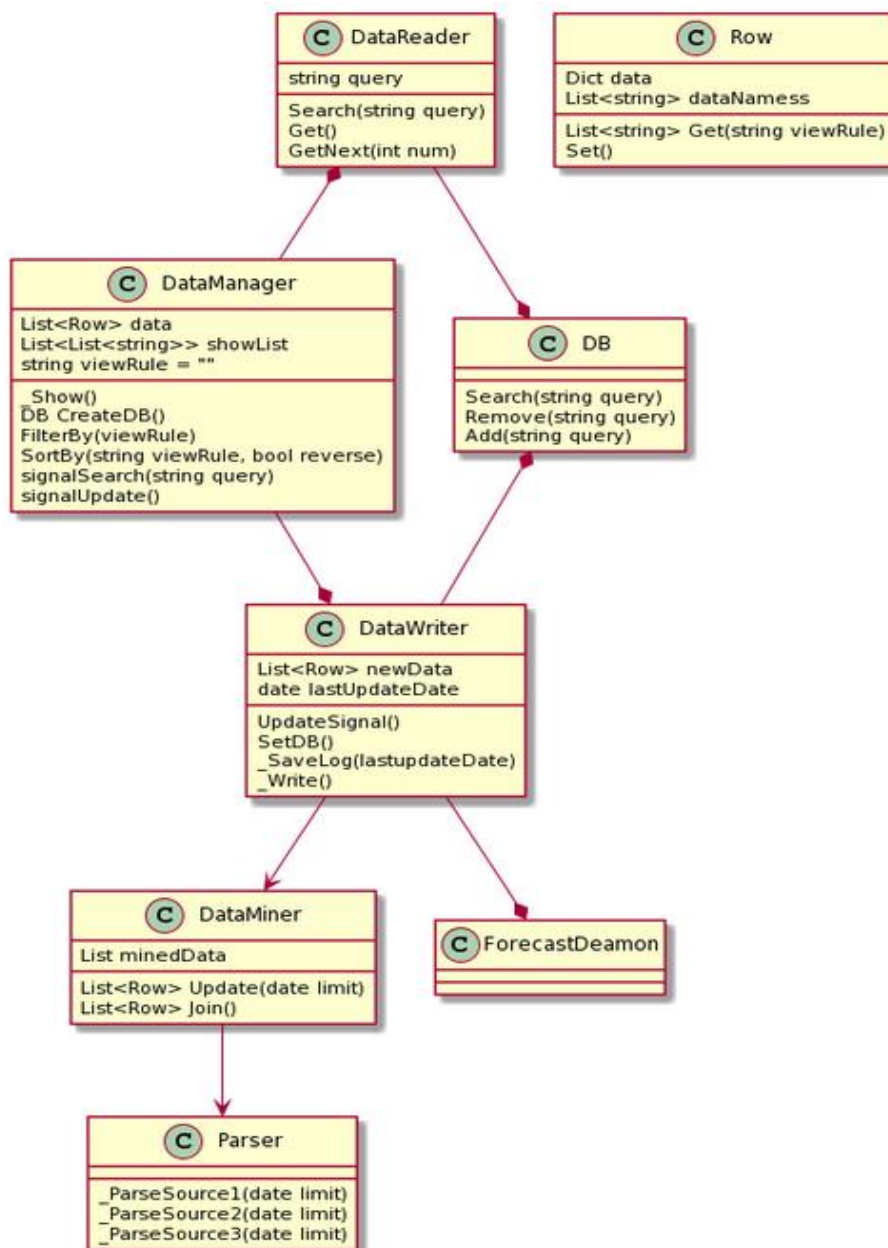 C DataReader
string query
Search(string query)
Get()
GetNext(int num)
C Row
Dict data
List<string> dataNamess
List<string> Get(string viewRule)
Set()
C DataManager
List<Row> data
List<List<string>> showList
string viewRule = ""
_Show()
DB CreateDB()
FilterBy(viewRule)
SortBy(string viewRule, bool reverse)
signalSearch(string query)
signalUpdate()
C DB
Search(string query)
Remove(string query)
Add(string query)
C DataWriter
List<Row> newData
date lastUpdateDate
UpdateSignal()
SetDB()
_SaveLog(lastupdateDate)
_Write()
C DataMiner
List minedData
List<Row> Update(date limit)
List<Row> Join()
C ForecastDeamon
C Parser
_ParseSource1(date limit)
_ParseSource2(date limit)
_ParseSource3(date limit)